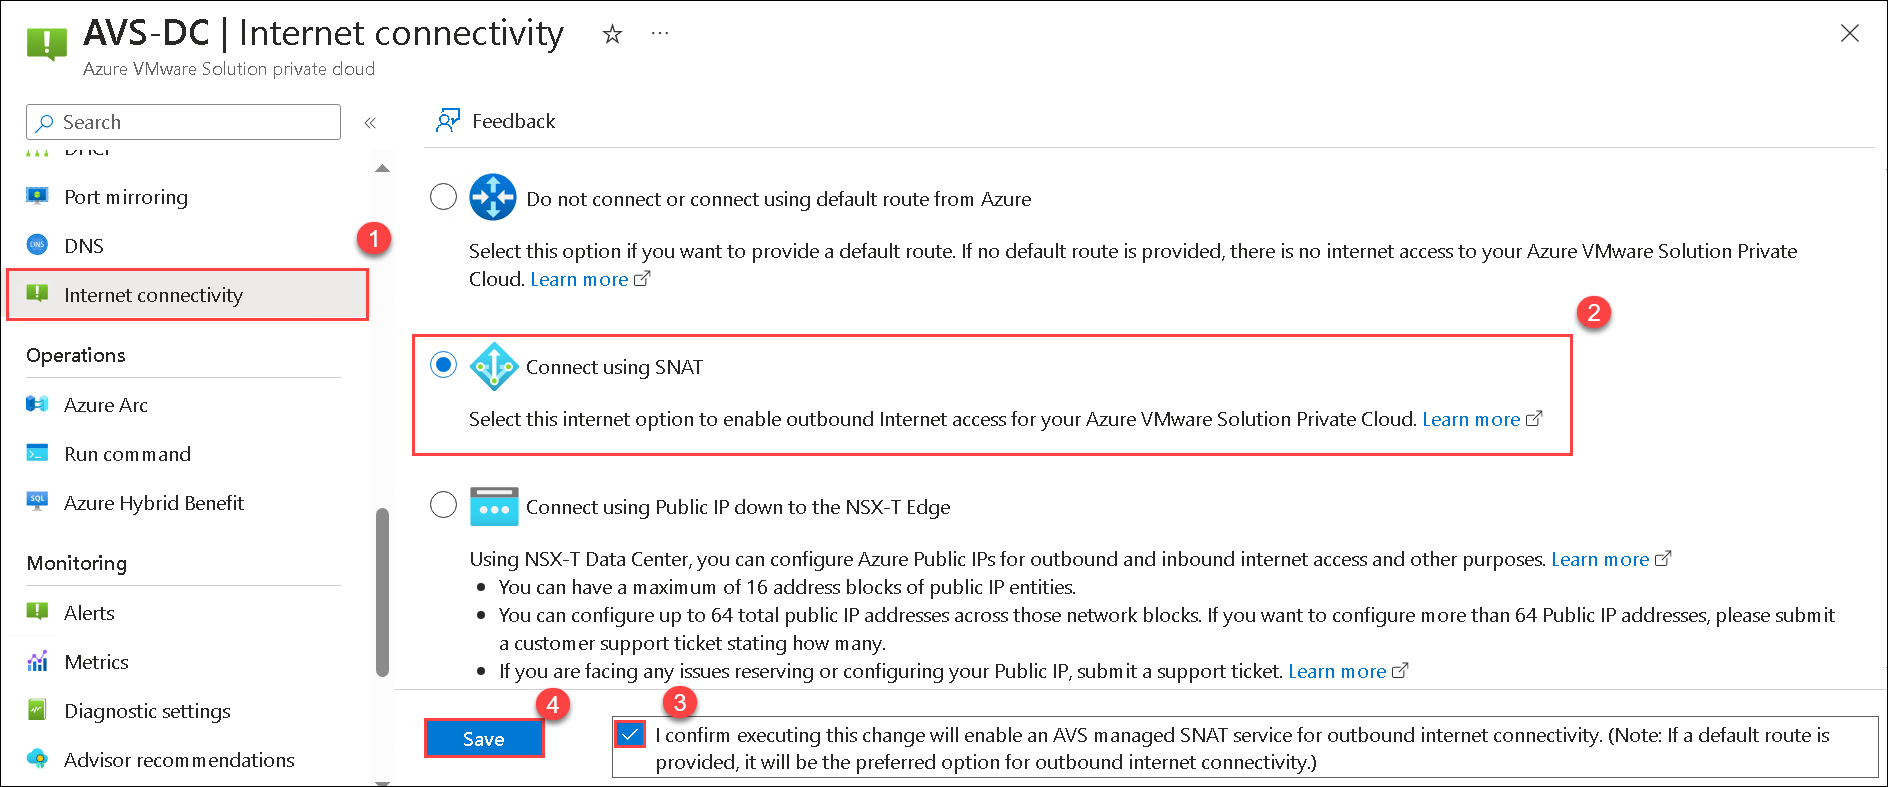 AVS-DC | Internet connectivity
Azure VMware Solution private cloud
Search
Port mirroring
DNS
DNS
Internet connectivity
1
Operations
Azure Arc
Run command
SQL
Azure Hybrid Benefit
Monitoring
Alerts
Metrics
Diagnostic settings
Advisor recommendations
Feedback
Do not connect or connect using default route from Azure
Select this option if you want to provide a default route. If no default route is provided, there is no internet access to your Azure VMware Solution Private
Cloud. Learn more
2
Connect using SNAT
Select this internet option to enable outbound Internet access for your Azure VMware Solution Private Cloud. Learn more
Connect using Public IP down to the NSX-T Edge
Using NSX-T Data Center, you can configure Azure Public IPs for outbound and inbound internet access and other purposes. Learn more
• You can have a maximum of 16 address blocks of public IP entities.
• You can configure up to 64 total public IP addresses across those network blocks. If you want to configure more than 64 Public IP addresses, please submit
a customer support ticket stating how many.
• If you are facing any issues reserving or configuring your Public IP, submit a support ticket. Learn more
4
3
Save
I confirm executing this change will enable an AVS managed SNAT service for outbound internet connectivity. (Note: If a default route is
provided, it will be the preferred option for outbound internet connectivity.)